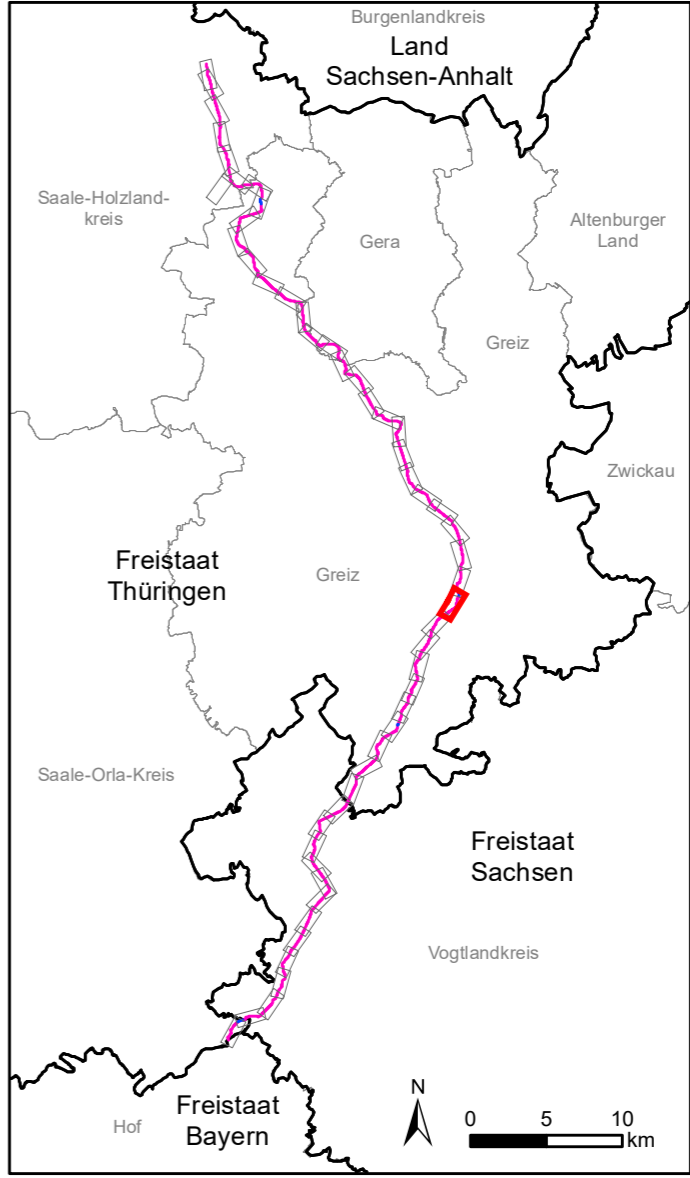 Burgenlandkreis
Land
Sachsen-Anhalt
Saale-Holzland-
kreis
Gera
Altenburger
Land
Greiz
Zwickau
Freistaat
Thüringen
Greiz
Saale-Orla-Kreis
Freistaat
Sachsen
Vogtlandkreis
Hof
Freistaat
Bayern
N
0 5 10
km